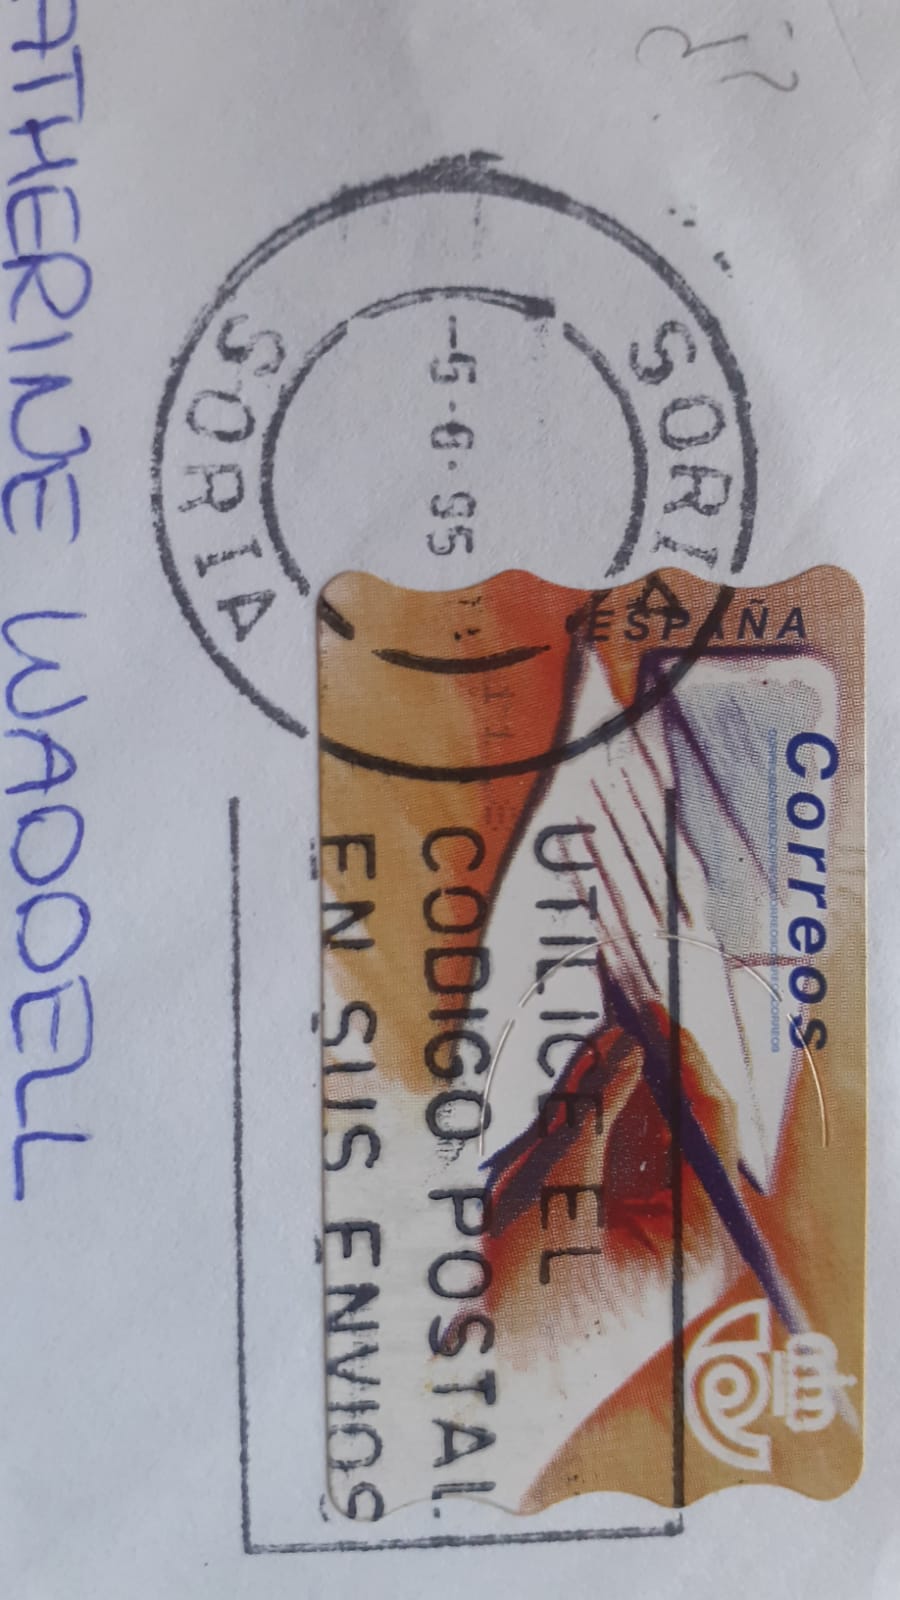 SORIA
-5-6.95
SORIA
ESPAÑA
Correos
UTILICE EL
CODIGO POSTAL
EN SUS ENVIOS
ATHERINE WADDELL